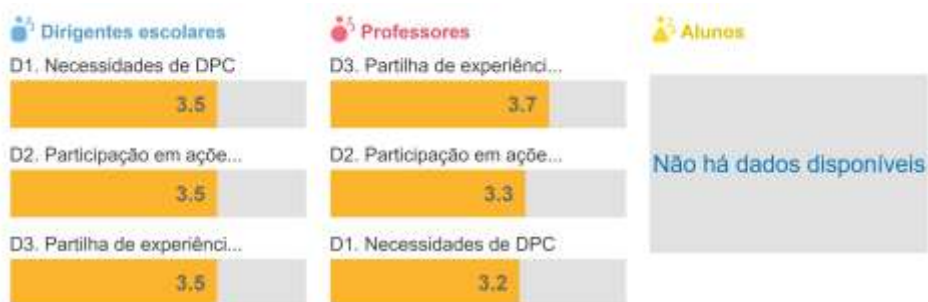 Dirigentes escolares
D1. Necessidades de DPC
3.5
D2. Participação em açõe...
3.5
D3. Partilha de experiênci...
3.5
Professores
D3. Partilha de experiênci...
3.7
D2. Participação em açõe...
3.3
D1. Necessidades de DPC
3.2
Alunos
Não há dados disponíveis